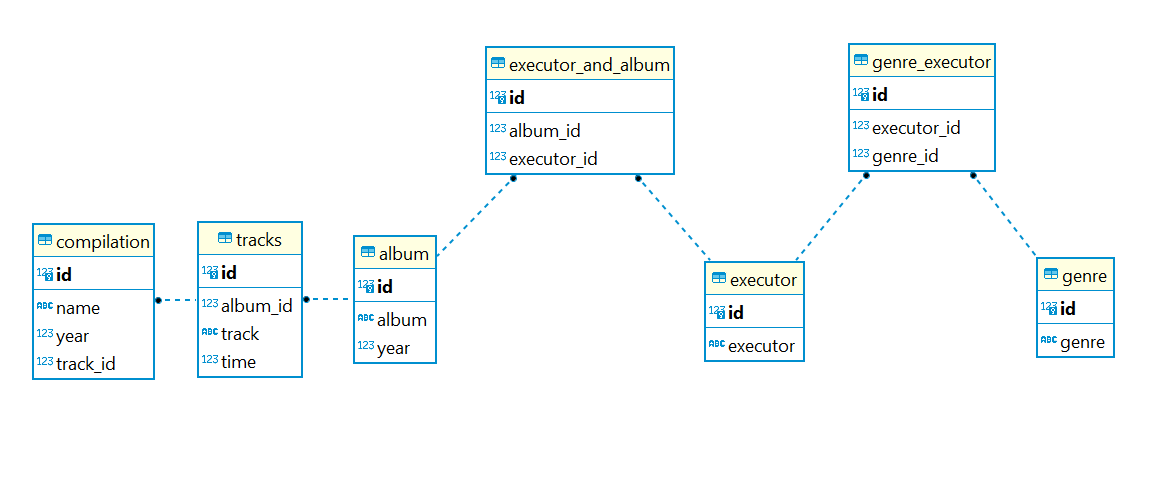 compilation
123 id
ABC name
123 year
123 track_id
tracks
123 id
123 album_id
ABC track
123 time
album
123 id
ABC album
123 year
executor_and_album
123 id
123 album_id
123 executor_id
executor
123 id
ABC executor
genre_executor
123 id
123 executor_id
123 genre_id
genre
123 id
ABC genre